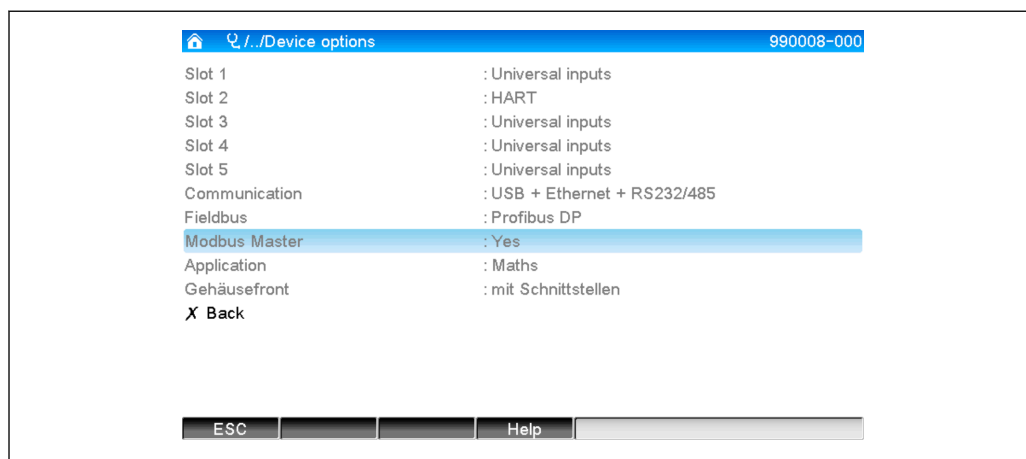 /../Device options 990008-000
Slot 1 : Universal inputs
Slot 2 : HART
Slot 3 : Universal inputs
Slot 4 : Universal inputs
Slot 5 : Universal inputs
Communication : USB + Ethernet + RS232/485
Fieldbus : Profibus DP
Modbus Master : Yes
Application : Maths
Gehäusefront : mit Schnittstellen
X Back
ESC Help